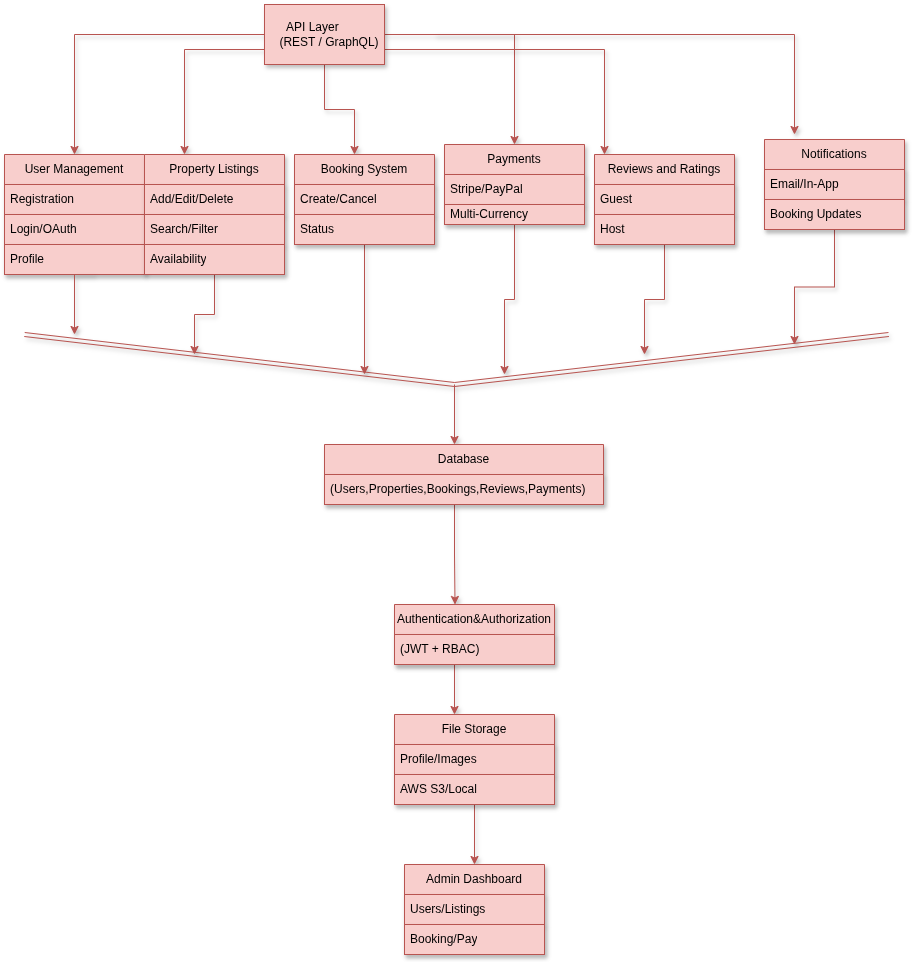 API Layer
(REST / GraphQL)
User Management
Registration
Login/OAuth
Profile
Property Listings
Add/Edit/Delete
Search/Filter
Availability
Booking System
Create/Cancel
Status
Payments
Stripe/PayPal
Multi-Currency
Reviews and Ratings
Guest
Host
Notifications
Email/In-App
Booking Updates
Database
(Users,Properties,Bookings,Reviews,Payments)
Authentication&Authorization
(JWT + RBAC)
File Storage
Profile/Images
AWS S3/Local
Admin Dashboard
Users/Listings
Booking/Pay